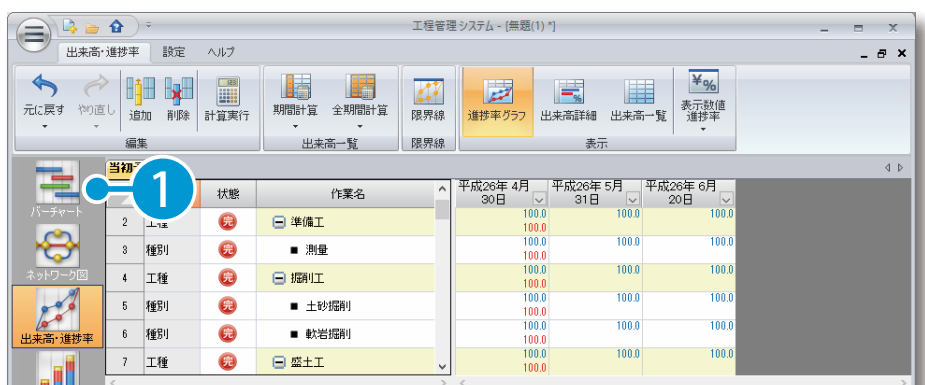 工程管理システム - [無題(1) *]
出来高・進捗率 設定 ヘルプ
元に戻す やり直し 追加 削除 計算実行 期間計算 全期間計算 限界線 進捗率グラフ 出来高詳細 出来高一覧 ¥% 表示数値
進捗率
編集 出来高一覧 限界線 表示
当初
1
バーチャート
ネットワーク図
出来高・進捗率
状態 作業名 平成26年 4月 平成26年 5月 平成26年 6月
30日 31日 20日
2 工種 完 準備工 100.0 100.0 100.0
100.0
3 種別 完 ■ 測量 100.0 100.0 100.0
100.0
4 工種 完 掘削工 100.0 100.0 100.0
100.0
5 種別 完 ■ 土砂掘削 100.0 100.0 100.0
100.0
6 種別 完 ■ 軟岩掘削 100.0 100.0 100.0
100.0
7 工種 完 盛土工 100.0 100.0 100.0
100.0